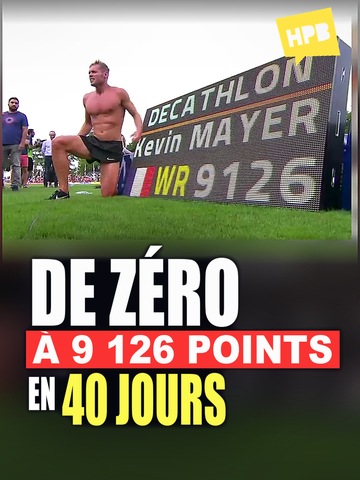 HPB
DECATHLON
Kevin MAYER
WR 9126
DE ZÉRO
À 9 126 POINTS
EN 40 JOURS